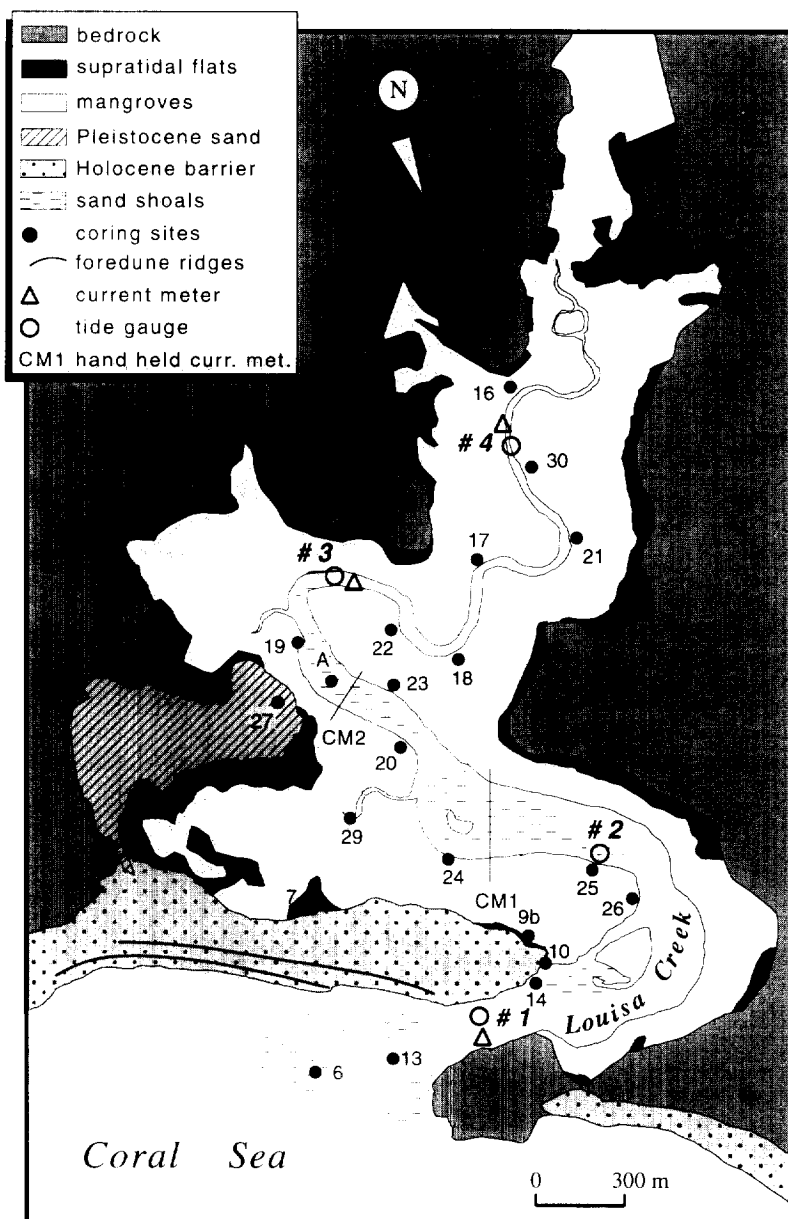 bedrock
supratidal flats
mangroves
Pleistocene sand
Holocene barrier
sand shoals
coring sites
foredune ridges
current meter
tide gauge
CM1 hand held curr. met.
N
16
# 4
30
17
21
# 3
19
22
A
18
23
27
CM2
20
29
# 2
24
25
CM1
26
7
9b
10
14
Louisa Creek
# 1
13
6
Coral Sea
0 300 m